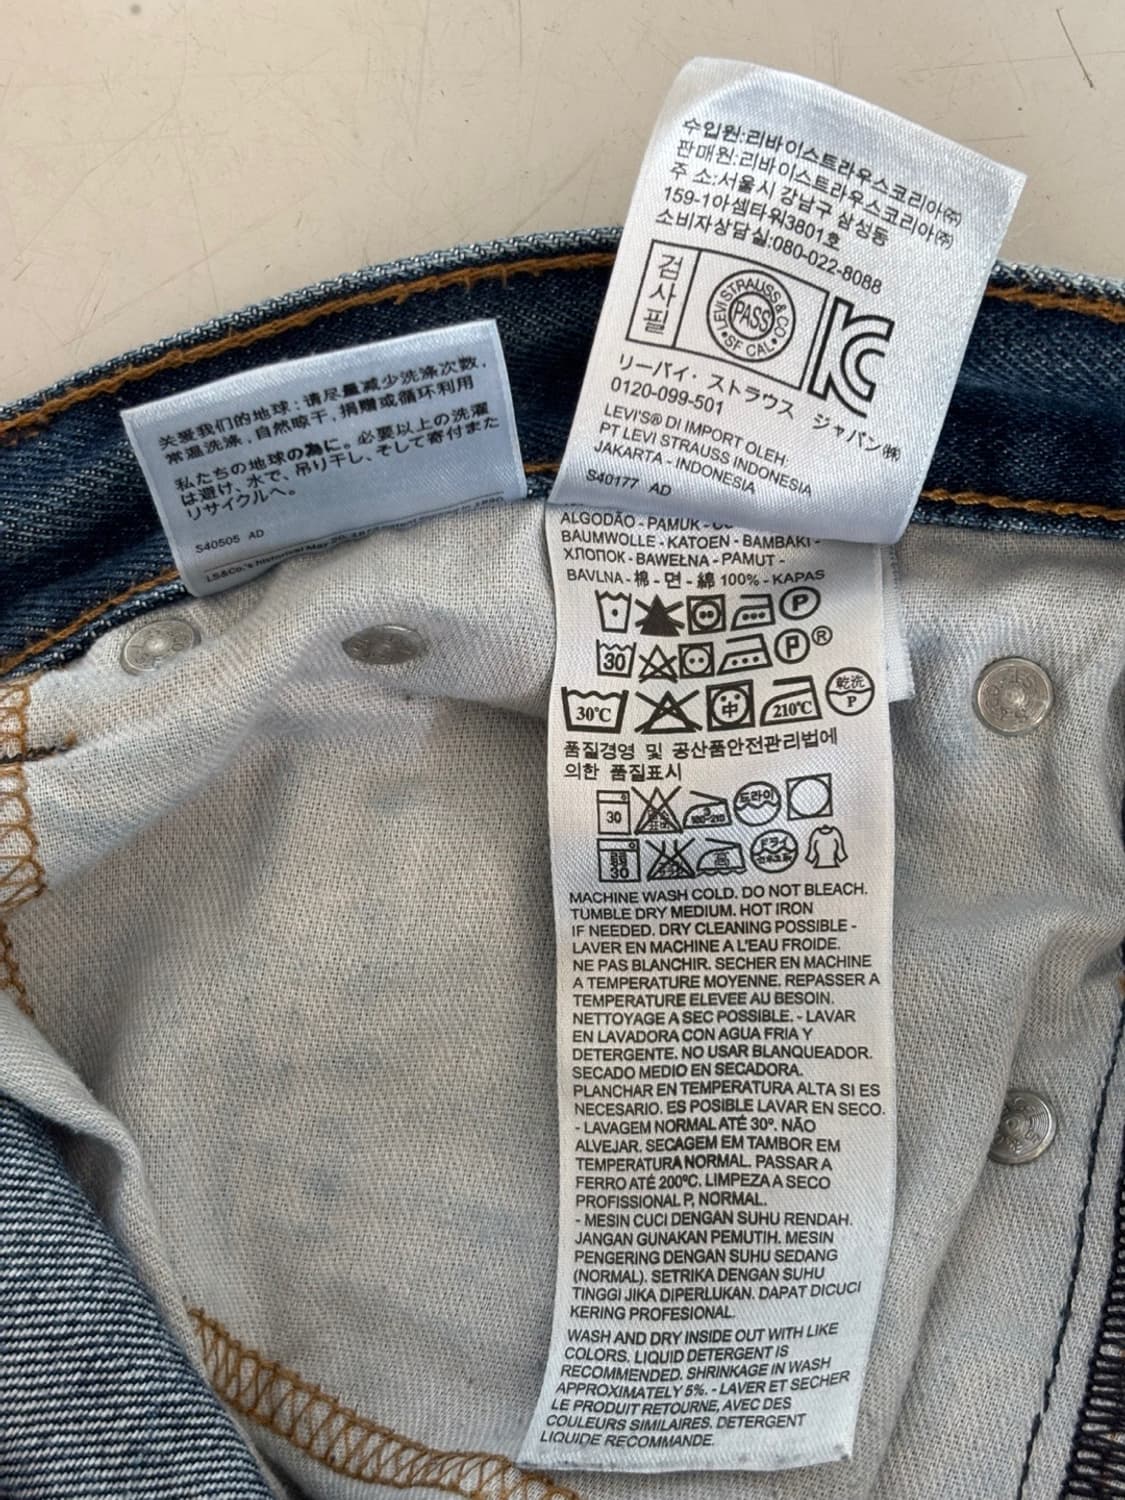 关爱我们的地球：请尽量减少洗涤次数，
常温洗涤，自然晾干，捐赠或循环利用
私たちの地球の為に。必要以上の洗濯
は避け、水で、吊り干し、そして寄付また
リサイクルへ。
S40505 AD
LS&Co.'s historical May 20, 18
수입원:리바이스트라우스코리아㈜
판매원:리바이스트라우스코리아㈜
주 소:서울시 강남구 삼성동
159-1아셈타워3801호
소비자상담실:080-022-8088
검사필
LEVI STRAUSS & CO
PASS
SF CAL
リーバイ・ストラウス ジャパン㈱
0120-099-501
LEVI'S® DI IMPORT OLEH:
PT LEVI STRAUSS INDONESIA
JAKARTA - INDONESIA
S40177 AD
ALGODÃO - PAMUK -
BAUMWOLLE - KATOEN - BAMBAKI -
ХЛОПОК - BAWEŁNA - PAMUT -
BAVLNA - 棉 - 면 - 綿 100% - KAPAS
P
30 P®
30°C 中 210°C 乾洗 P
품질경영 및 공산품안전관리법에
의한 품질표시
30 드라이
弱 30 高 ドライ
MACHINE WASH COLD. DO NOT BLEACH.
TUMBLE DRY MEDIUM. HOT IRON
IF NEEDED. DRY CLEANING POSSIBLE -
LAVER EN MACHINE A L'EAU FROIDE.
NE PAS BLANCHIR. SECHER EN MACHINE
A TEMPERATURE MOYENNE. REPASSER A
TEMPERATURE ELEVEE AU BESOIN.
NETTOYAGE A SEC POSSIBLE. - LAVAR
EN LAVADORA CON AGUA FRIA Y
DETERGENTE. NO USAR BLANQUEADOR.
SECADO MEDIO EN SECADORA.
PLANCHAR EN TEMPERATURA ALTA SI ES
NECESARIO. ES POSIBLE LAVAR EN SECO.
- LAVAGEM NORMAL ATÉ 30º. NÃO
ALVEJAR. SECAGEM EM TAMBOR EM
TEMPERATURA NORMAL. PASSAR A
FERRO ATÉ 200ºC. LIMPEZA A SECO
PROFISSIONAL P, NORMAL.
- MESIN CUCI DENGAN SUHU RENDAH.
JANGAN GUNAKAN PEMUTIH. MESIN
PENGERING DENGAN SUHU SEDANG
(NORMAL). SETRIKA DENGAN SUHU
TINGGI JIKA DIPERLUKAN. DAPAT DICUCI
KERING PROFESIONAL.
WASH AND DRY INSIDE OUT WITH LIKE
COLORS. LIQUID DETERGENT IS
RECOMMENDED. SHRINKAGE IN WASH
APPROXIMATELY 5%. - LAVER ET SECHER
LE PRODUIT RETOURNE, AVEC DES
COULEURS SIMILAIRES. DETERGENT
LIQUIDE RECOMMANDE.